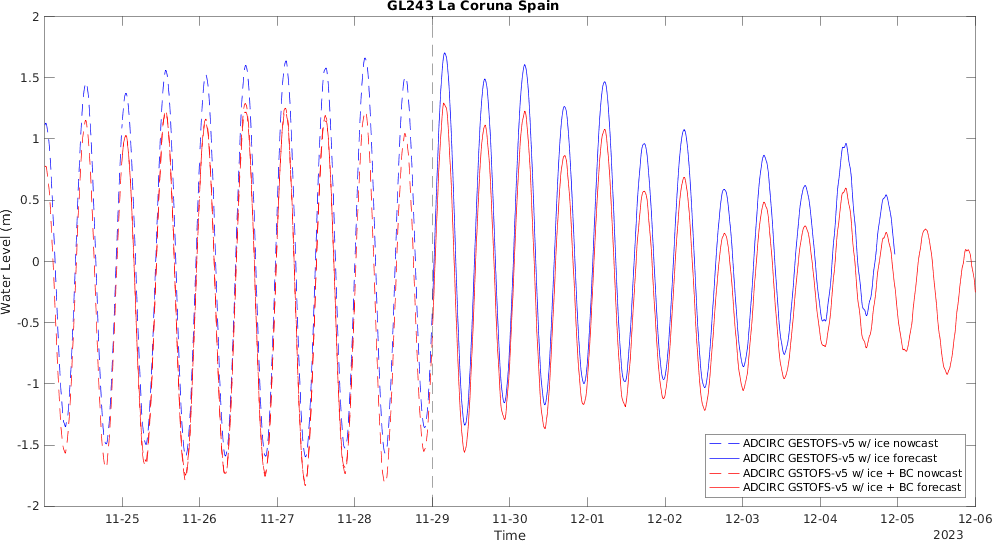 GL243 La Coruna Spain
2
1.5
1
0.5
0
-0.5
-1
-1.5
-2
Water Level (m)
11-25 11-26 11-27 11-28 11-29 11-30 12-01 12-02 12-03 12-04 12-05 12-06
Time
2023
ADCIRC GESTOFS-v5 w/ ice nowcast
ADCIRC GESTOFS-v5 w/ ice forecast
ADCIRC GSTOFS-v5 w/ ice + BC nowcast
ADCIRC GSTOFS-v5 w/ ice + BC forecast